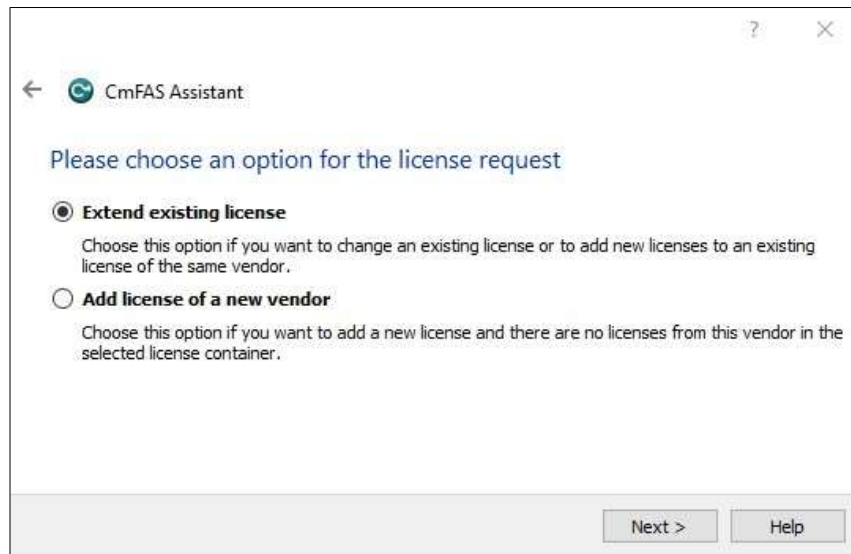 CmFAS Assistant
Please choose an option for the license request
Extend existing license
Choose this option if you want to change an existing license or to add new licenses to an existing
license of the same vendor.
Add license of a new vendor
Choose this option if you want to add a new license and there are no licenses from this vendor in the
selected license container.
Next >
Help